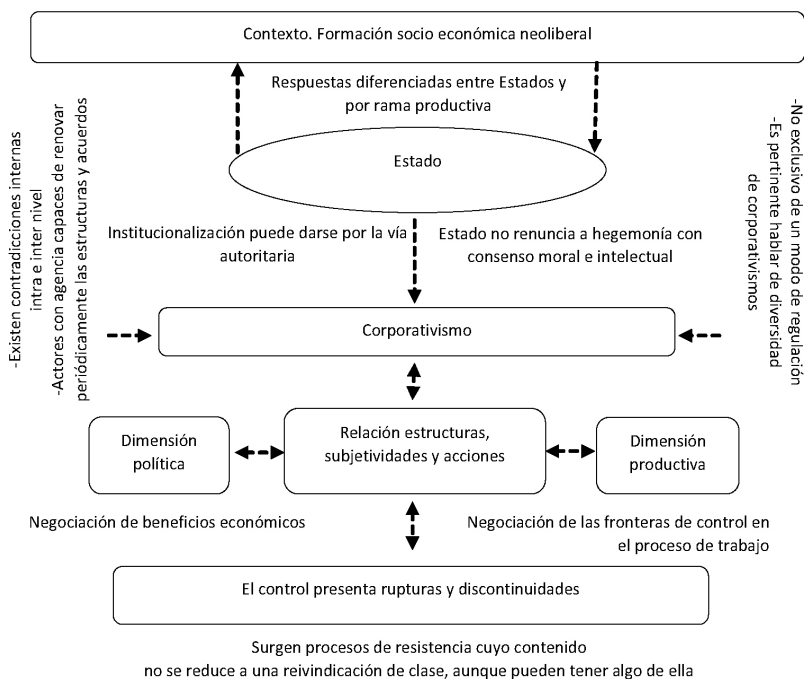 Contexto. Formación socio económica neoliberal
Respuestas diferenciadas entre Estados y
por rama productiva
Estado
-Existen contradicciones internas
intra e inter nivel
-Actores con agencia capaces de renovar
periódicamente las estructuras y acuerdos
-No exclusivo de un modo de regulación
-Es pertinente hablar de diversidad
de corporativismos
Institucionalización puede darse por la vía
autoritaria
Estado no renuncia a hegemonía con
consenso moral e intelectual
Corporativismo
Dimensión
política
Relación estructuras,
subjetividades y acciones
Dimensión
productiva
Negociación de beneficios económicos
Negociación de las fronteras de control en
el proceso de trabajo
El control presenta rupturas y discontinuidades
Surgen procesos de resistencia cuyo contenido
no se reduce a una reivindicación de clase, aunque pueden tener algo de ella